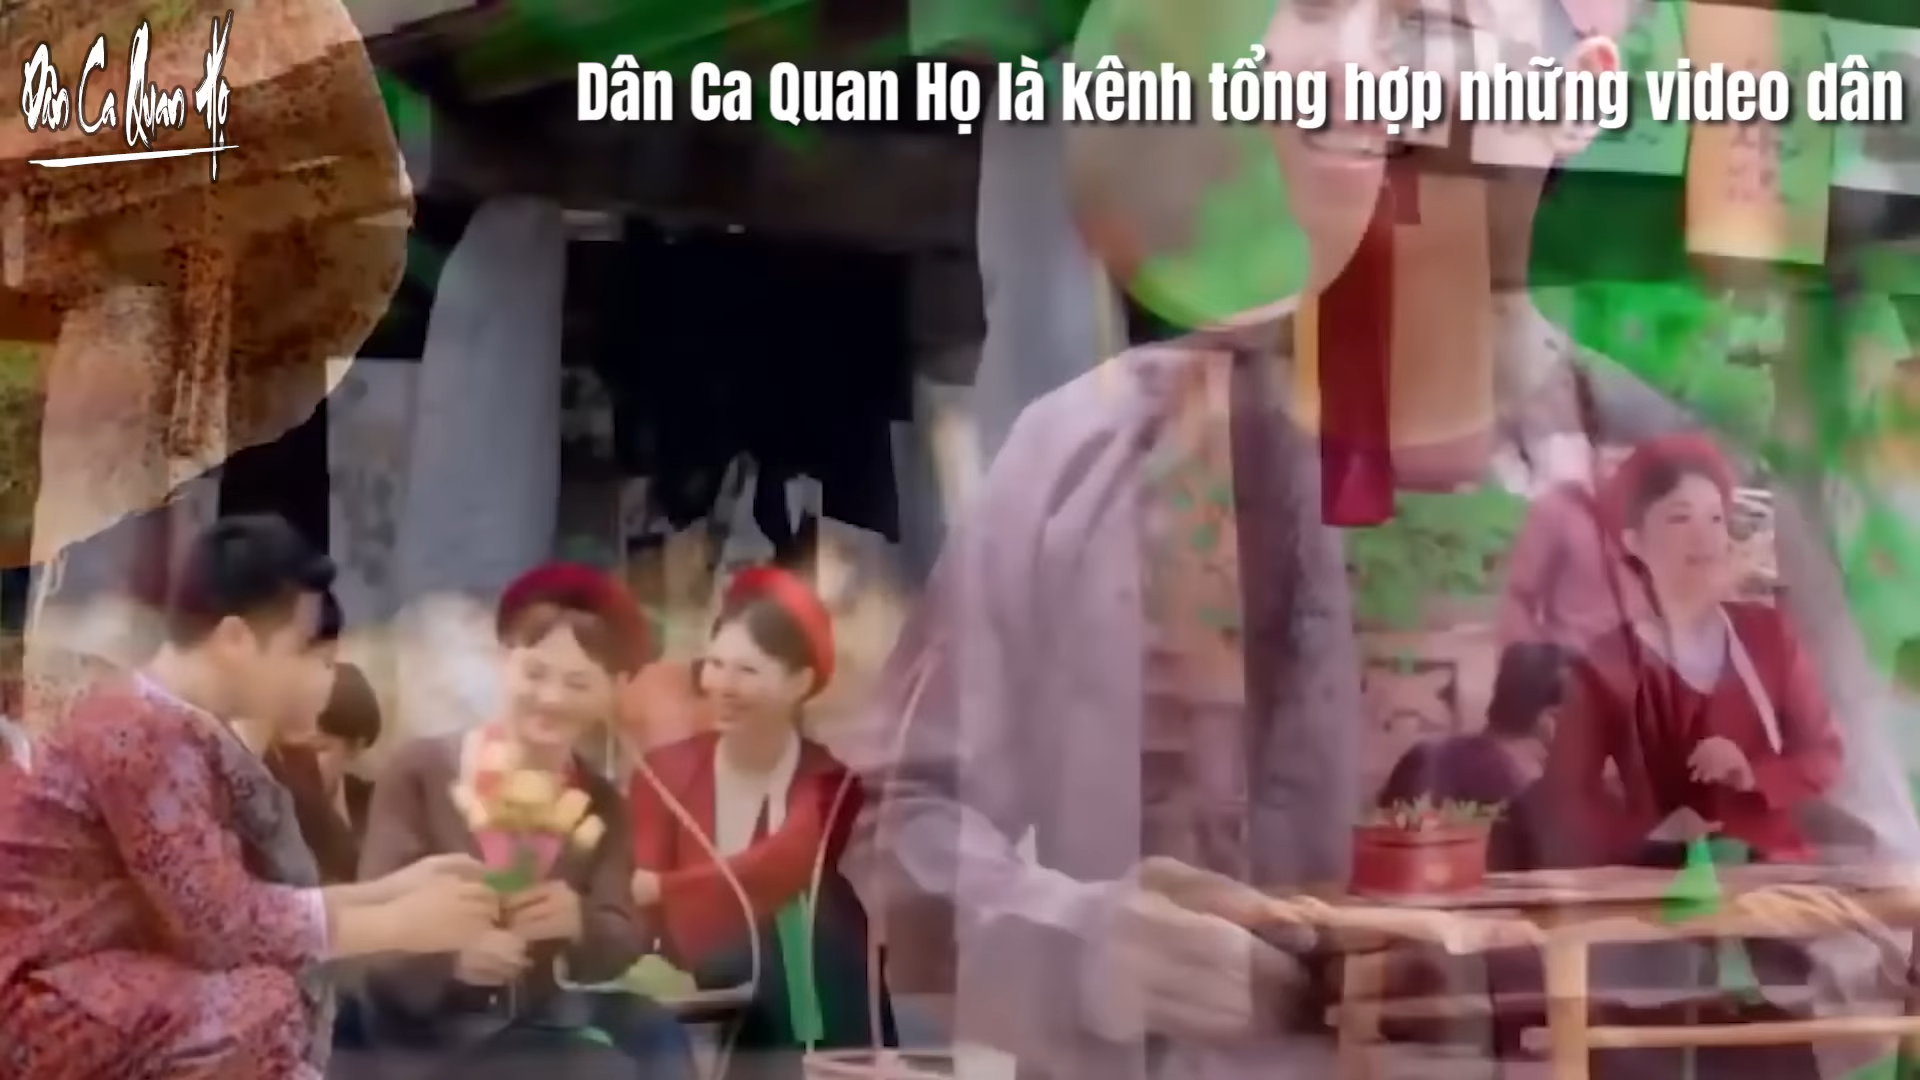 Dân Ca Quan Họ
Dân Ca Quan Họ là kênh tổng hợp những video dân